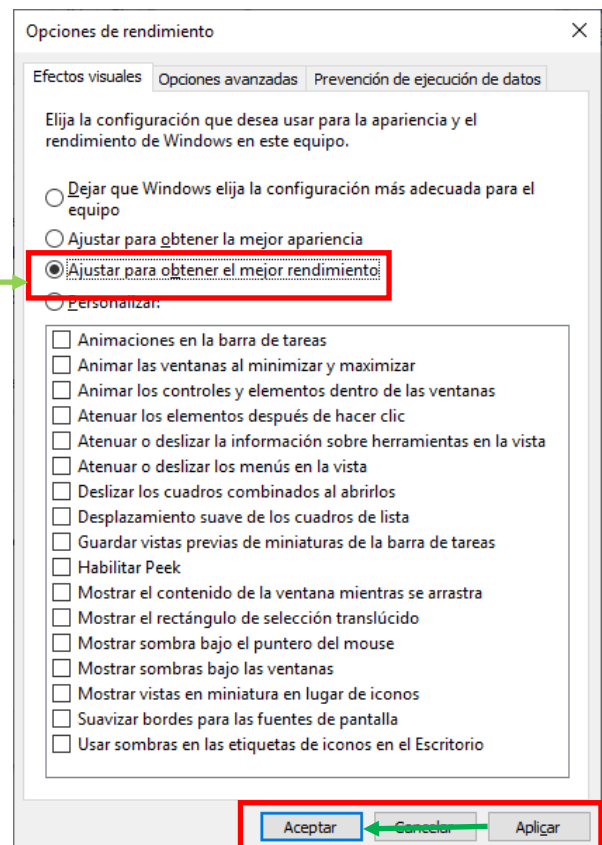 Opciones de rendimiento
Efectos visuales Opciones avanzadas Prevención de ejecución de datos
Elija la configuración que desea usar para la apariencia y el
rendimiento de Windows en este equipo.
Dejar que Windows elija la configuración más adecuada para el
equipo
Ajustar para obtener la mejor apariencia
Ajustar para obtener el mejor rendimiento
Personalizar:
Animaciones en la barra de tareas
Animar las ventanas al minimizar y maximizar
Animar los controles y elementos dentro de las ventanas
Atenuar los elementos después de hacer clic
Atenuar o deslizar la información sobre herramientas en la vista
Atenuar o deslizar los menús en la vista
Deslizar los cuadros combinados al abrirlos
Desplazamiento suave de los cuadros de lista
Guardar vistas previas de miniaturas de la barra de tareas
Habilitar Peek
Mostrar el contenido de la ventana mientras se arrastra
Mostrar el rectángulo de selección translúcido
Mostrar sombra bajo el puntero del mouse
Mostrar sombras bajo las ventanas
Mostrar vistas en miniatura en lugar de iconos
Suavizar bordes para las fuentes de pantalla
Usar sombras en las etiquetas de iconos en el Escritorio
Aceptar Cancelar Aplicar